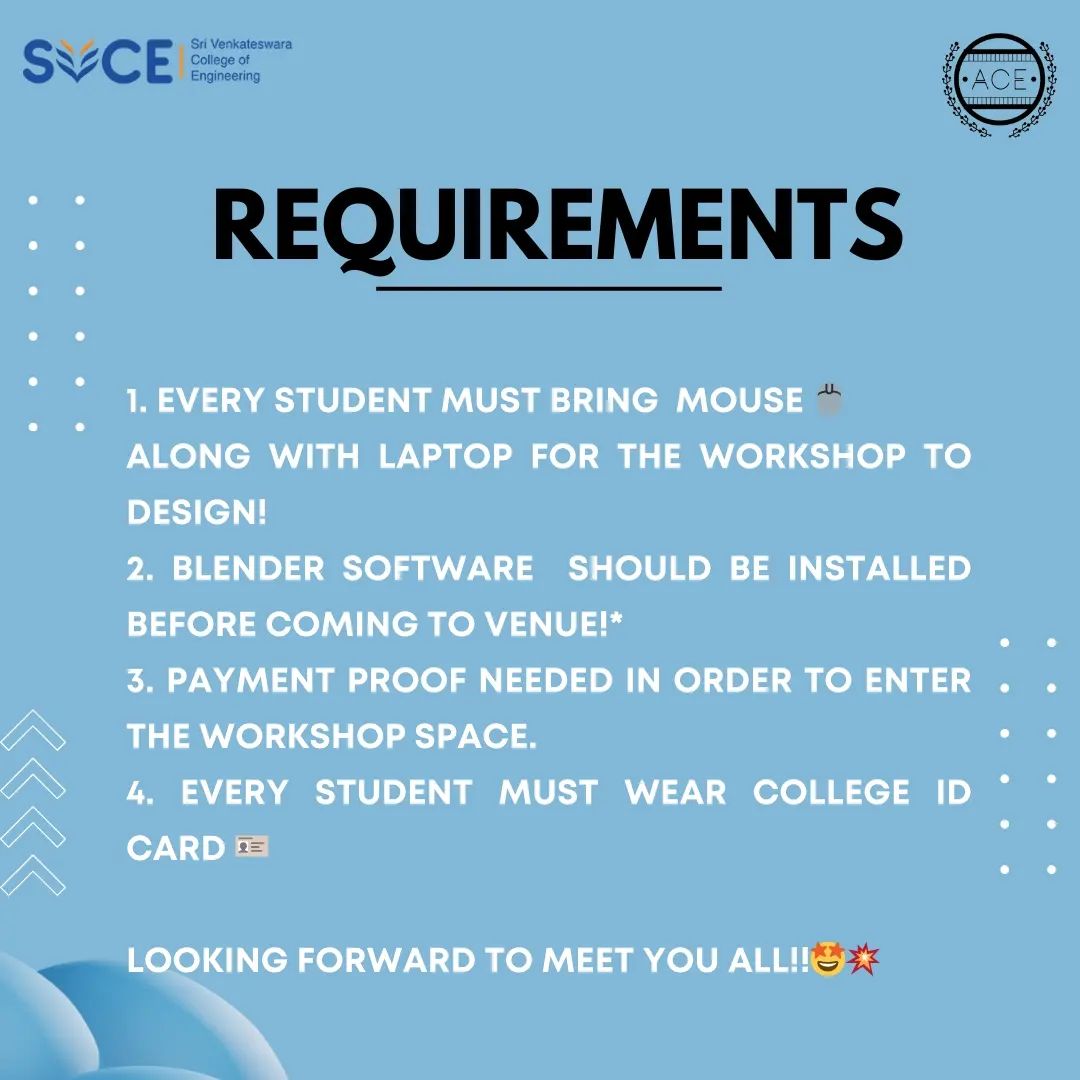 SVCE
Sri Venkateswara
College of
Engineering
·ACE·
REQUIREMENTS
1. EVERY STUDENT MUST BRING  MOUSE 🖱️
ALONG WITH LAPTOP FOR THE WORKSHOP TO
DESIGN!
2. BLENDER SOFTWARE  SHOULD BE INSTALLED
BEFORE COMING TO VENUE!*
3. PAYMENT PROOF NEEDED IN ORDER TO ENTER
THE WORKSHOP SPACE.
4. EVERY STUDENT MUST WEAR COLLEGE ID
CARD 🪪
LOOKING FORWARD TO MEET YOU ALL!!🤩💥